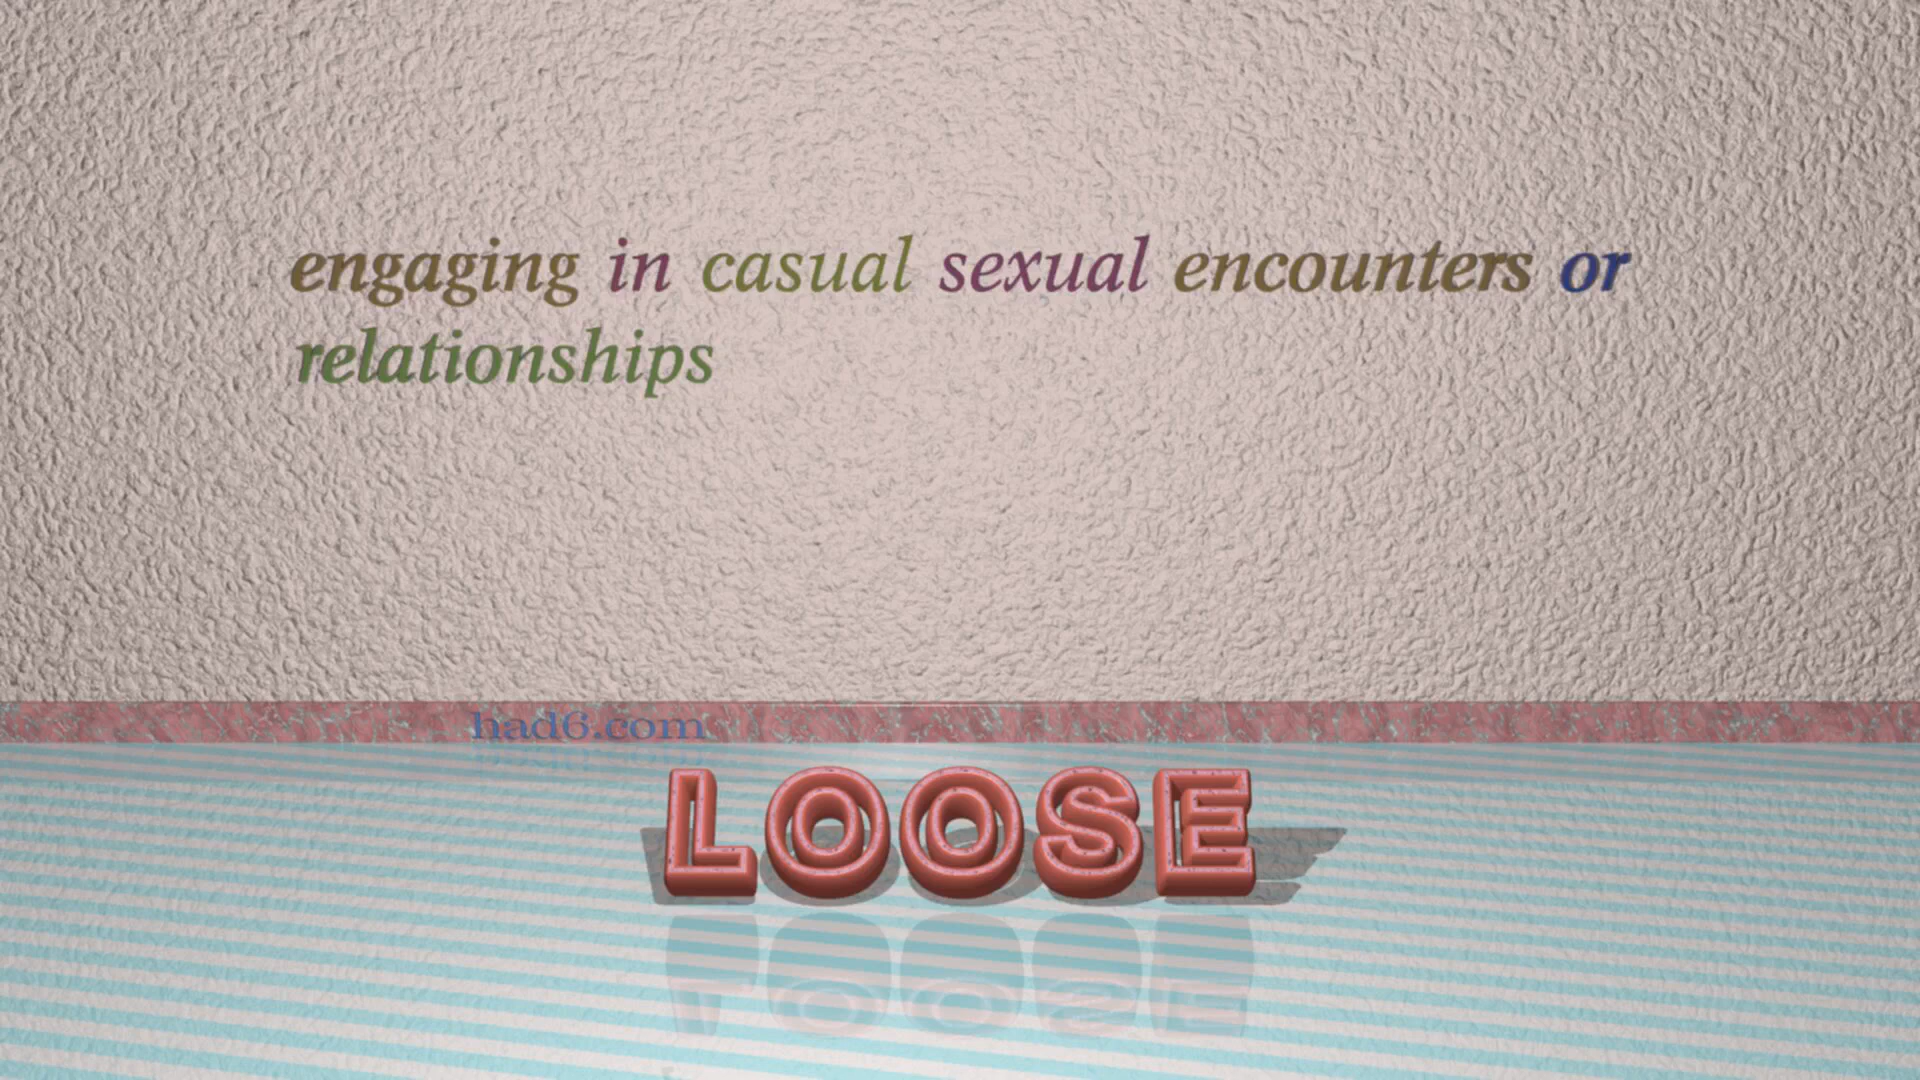 engaging in casual sexual encounters or
relationships
had6.com
LOOSE